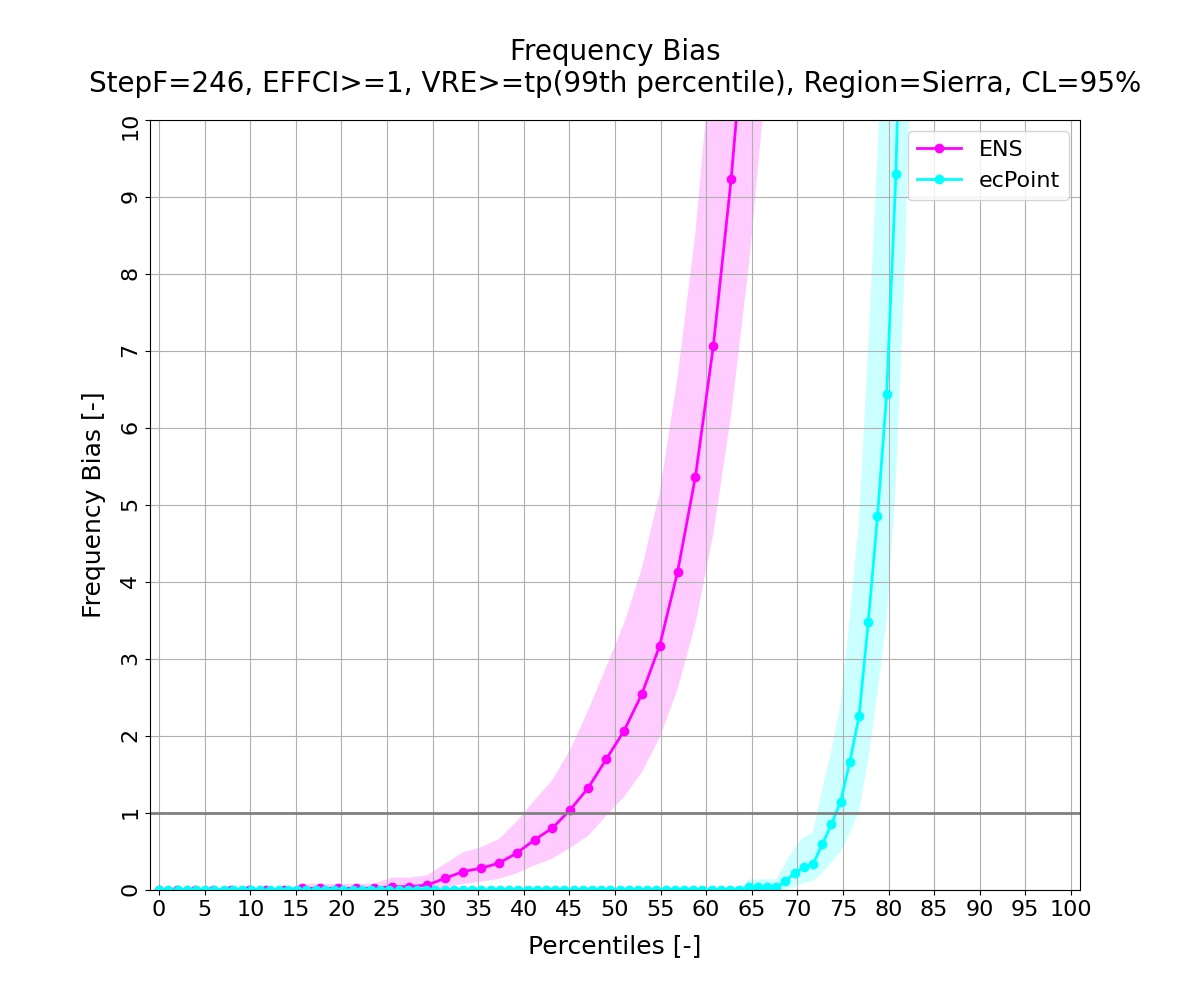 Frequency Bias
StepF=246, EFFCI>=1, VRE>=tp(99th percentile), Region=Sierra, CL=95%
ENS
ecPoint
Frequency Bias [-]
10
9
8
7
6
5
4
3
2
1
0
0 5 10 15 20 25 30 35 40 45 50 55 60 65 70 75 80 85 90 95 100
Percentiles [-]